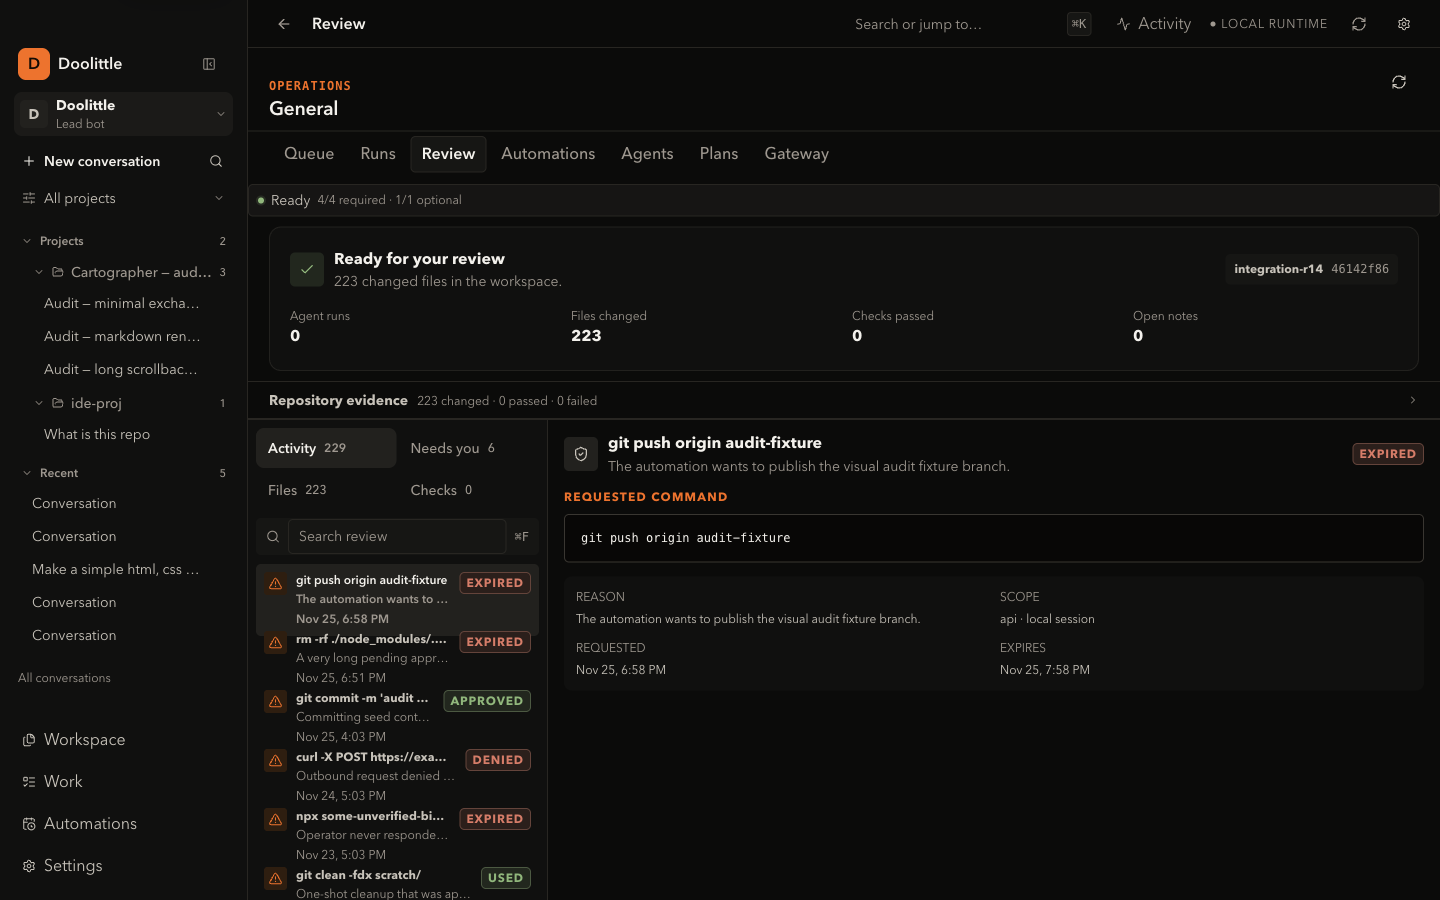 D Doolittle
D Doolittle
Lead bot
New conversation
All projects
Projects 2
Cartographer – aud... 3
Audit – minimal excha...
Audit – markdown ren...
Audit – long scrollbac...
ide-proj 1
What is this repo
Recent 5
Conversation
Conversation
Make a simple html, css ...
Conversation
Conversation
All conversations
Workspace
Work
Automations
Settings
Review
Search or jump to...
⌘K
Activity
LOCAL RUNTIME
OPERATIONS
General
Queue Runs Review Automations Agents Plans Gateway
Ready 4/4 required · 1/1 optional
Ready for your review
223 changed files in the workspace.
integration-r14 46142f86
Agent runs Files changed Checks passed Open notes
0 223 0 0
Repository evidence 223 changed · 0 passed · 0 failed
Activity 229 Needs you 6
Files 223 Checks 0
Search review ⌘F
git push origin audit-fixture EXPIRED
The automation wants to ...
Nov 25, 6:58 PM
rm -rf ./node_modules/.... EXPIRED
A very long pending appr...
Nov 25, 6:51 PM
git commit -m 'audit ... APPROVED
Committing seed cont...
Nov 25, 4:03 PM
curl -X POST https://exa... DENIED
Outbound request denied ...
Nov 24, 5:03 PM
npx some-unverified-bi... EXPIRED
Operator never responde...
Nov 23, 5:03 PM
git clean -fdx scratch/ USED
One-shot cleanup that was ap...
git push origin audit-fixture
The automation wants to publish the visual audit fixture branch.
EXPIRED
REQUESTED COMMAND
git push origin audit-fixture
REASON SCOPE
The automation wants to publish the visual audit fixture branch. api · local session
REQUESTED EXPIRES
Nov 25, 6:58 PM Nov 25, 7:58 PM